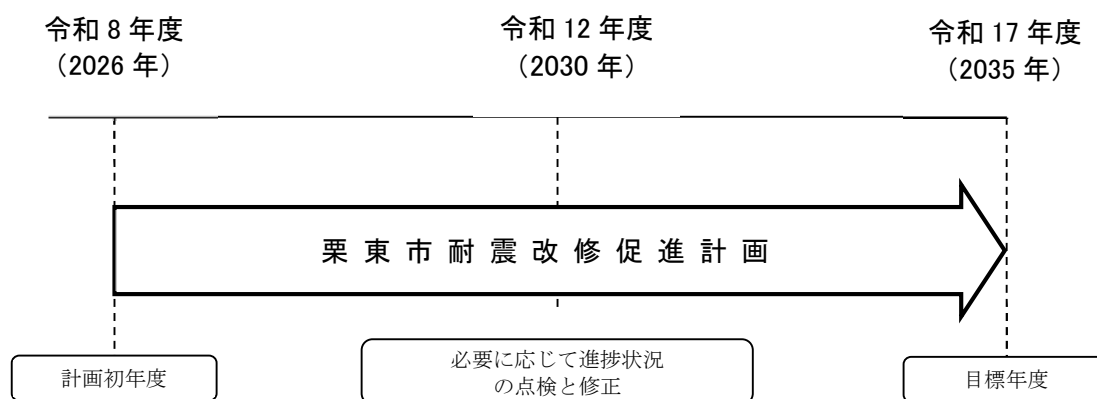 令和 8 年度
（2026 年）
令和 12 年度
（2030 年）
令和 17 年度
（2035 年）
栗東市耐震改修促進計画
計画初年度
必要に応じて進捗状況
の点検と修正
目標年度